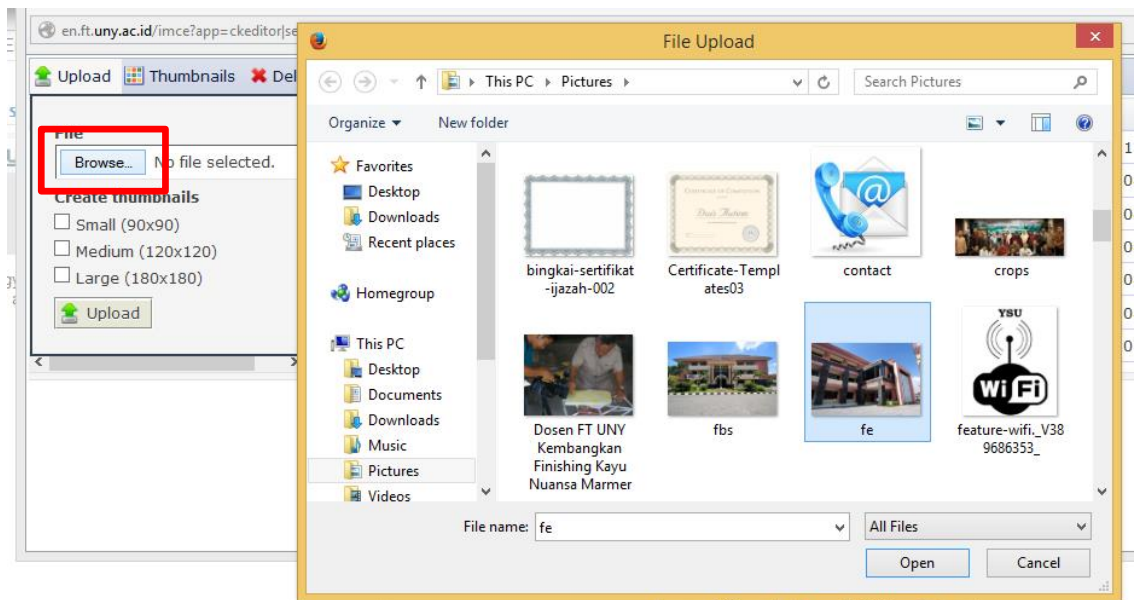 en.ft.uny.ac.id/imce?app=ckeditor|se
Upload Thumbnails Del
File
Browse... No file selected.
Create thumbnails
Small (90x90)
Medium (120x120)
Large (180x180)
Upload
File Upload
This PC Pictures
Search Pictures
Organize New folder
Favorites
Desktop
Downloads
Recent places
Homegroup
This PC
Desktop
Documents
Downloads
Music
Pictures
Videos
bingkai-sertifikat
-ijazah-002
Certificate-Templ
ates03
contact
crops
Dosen FT UNY
Kembangkan
Finishing Kayu
Nuansa Marmer
fbs
fe
YSU
Wi Fi
feature-wifi._V38
9686353_
File name: fe
All Files
Open Cancel